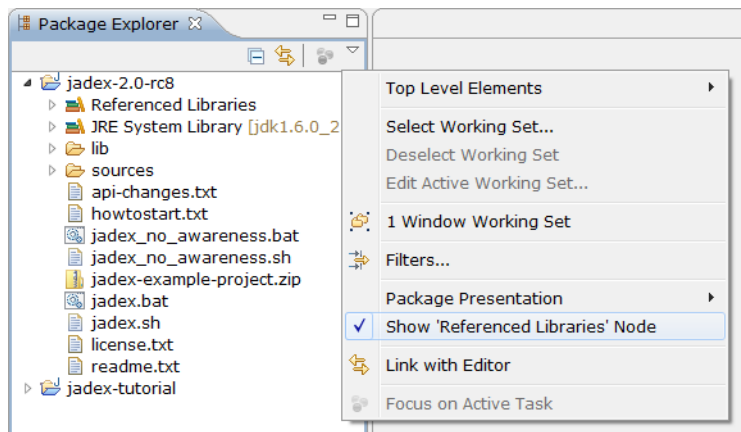 Package Explorer
jadex-2.0-rc8
Referenced Libraries
JRE System Library [jdk1.6.0_2
lib
sources
api-changes.txt
howtostart.txt
jadex_no_awareness.bat
jadex_no_awareness.sh
jadex-example-project.zip
jadex.bat
jadex.sh
license.txt
readme.txt
jadex-tutorial
Top Level Elements
Select Working Set...
Deselect Working Set
Edit Active Working Set...
1 Window Working Set
Filters...
Package Presentation
Show 'Referenced Libraries' Node
Link with Editor
Focus on Active Task